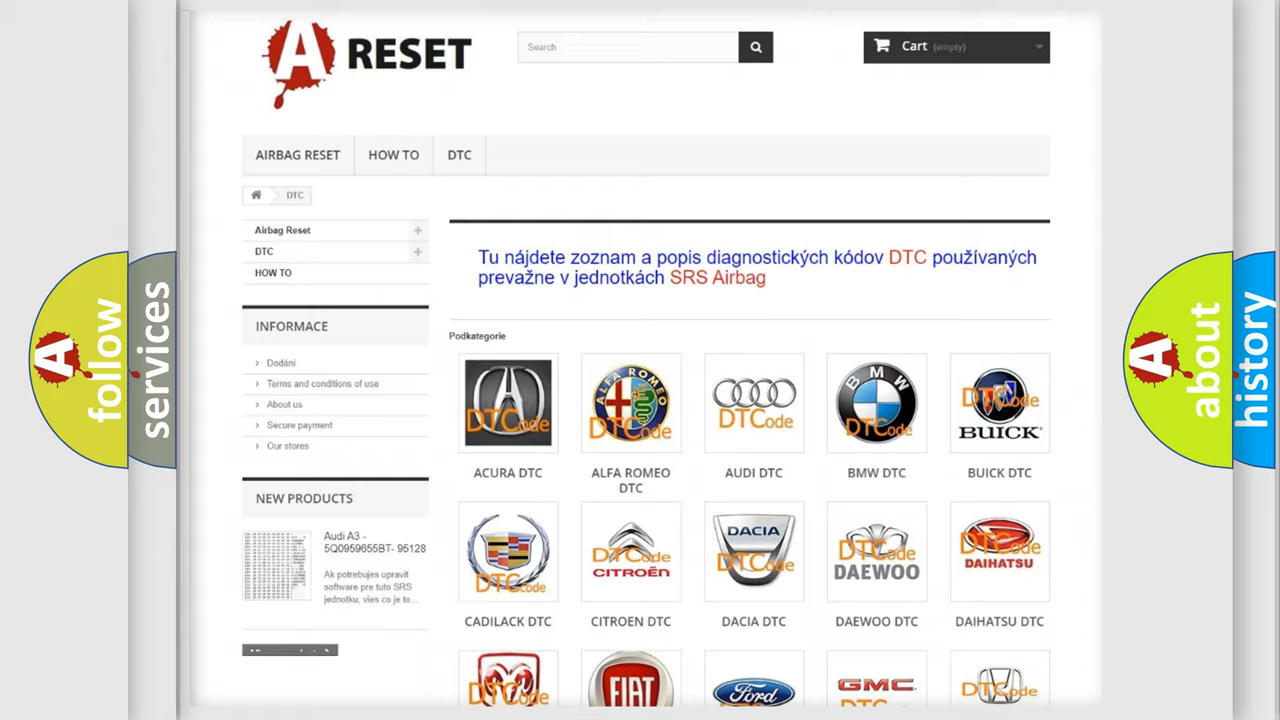 A RESET
Search
Cart (empty)
AIRBAG RESET
HOW TO
DTC
DTC
Airbag Reset
DTC
HOW TO
INFORMACE
Dodání
Terms and conditions of use
About us
Secure payment
Our stores
NEW PRODUCTS
Audi A3 -
5Q0959655BT- 95128
Ak potrebujes upravit
software pre tuto SRS
jednotku, vies co je to...
Tu nájdete zoznam a popis diagnostických kódov DTC používaných
prevažne v jednotkách SRS Airbag
Podkategorie
DTCode
ALFA ROMEO
DTCode
DTCode
BMW
DTCode
DTCode
BUICK
ACURA DTC
ALFA ROMEO
DTC
AUDI DTC
BMW DTC
BUICK DTC
DTCode
DTCode
CITROËN
DACIA
DTCode
DTCode
DAEWOO
DTCode
DAIHATSU
CADILACK DTC
CITROEN DTC
DACIA DTC
DAEWOO DTC
DAIHATSU DTC
DTCode
FIAT
Ford
GMC
DTCode
A follow
services
A about
history